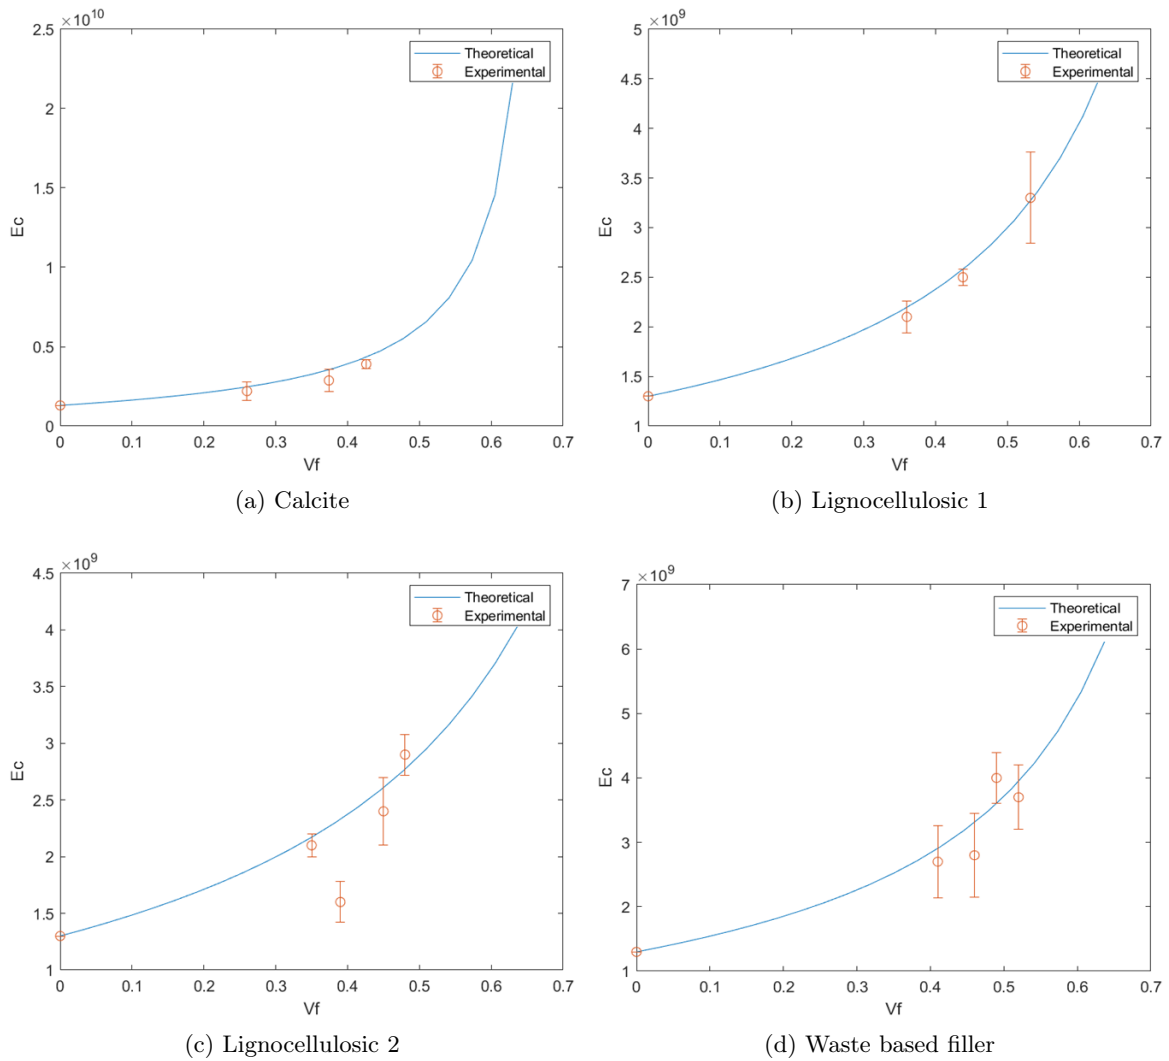 ×10^10
2.5
2
1.5
1
0.5
0
Ec
0 0.1 0.2 0.3 0.4 0.5 0.6 0.7
Vf
Theoretical
Experimental
(a) Calcite
×10^9
5
4.5
4
3.5
3
2.5
2
1.5
1
Ec
0 0.1 0.2 0.3 0.4 0.5 0.6 0.7
Vf
Theoretical
Experimental
(b) Lignocellulosic 1
×10^9
4.5
4
3.5
3
2.5
2
1.5
1
Ec
0 0.1 0.2 0.3 0.4 0.5 0.6 0.7
Vf
Theoretical
Experimental
(c) Lignocellulosic 2
×10^9
7
6
5
4
3
2
1
Ec
0 0.1 0.2 0.3 0.4 0.5 0.6 0.7
Vf
Theoretical
Experimental
(d) Waste based filler